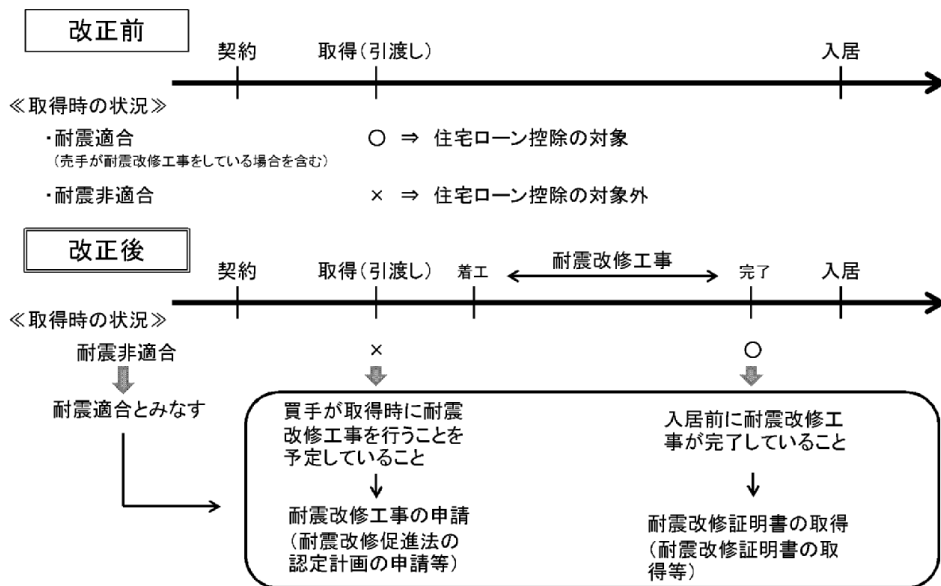 改正前
契約 取得(引渡し) 入居
≪取得時の状況≫
・耐震適合 ○ ⇒ 住宅ローン控除の対象
(売手が耐震改修工事をしている場合を含む)
・耐震非適合 × ⇒ 住宅ローン控除の対象外
改正後
契約 取得(引渡し) 着工 耐震改修工事 完了 入居
≪取得時の状況≫
耐震非適合 × ○
耐震適合とみなす
買手が取得時に耐震
改修工事を行うことを
予定していること
耐震改修工事の申請
(耐震改修促進法の
認定計画の申請等)
入居前に耐震改修工
事が完了していること
耐震改修証明書の取得
(耐震改修証明書の取
得等)